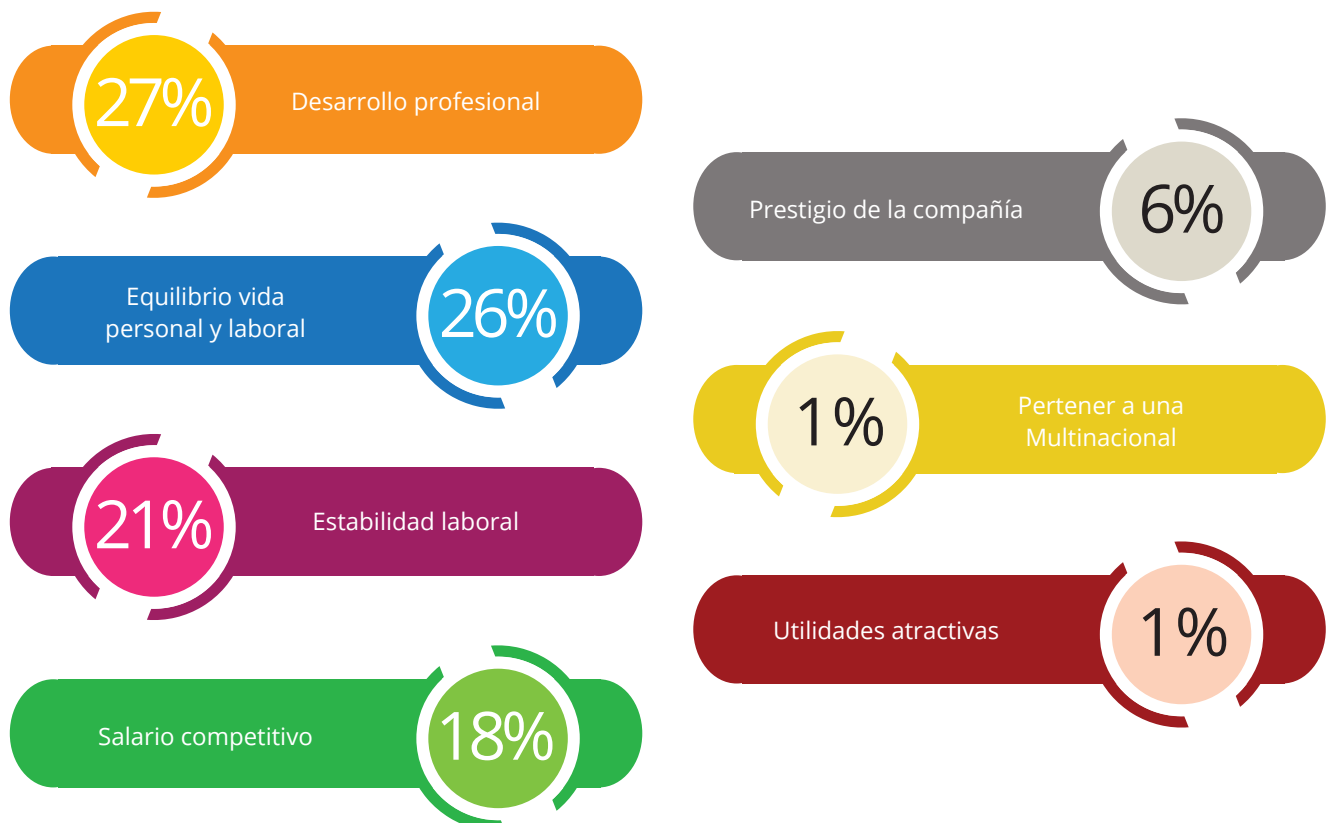 27%
Desarrollo profesional
Equilibrio vida
personal y laboral
26%
21%
Estabilidad laboral
Salario competitivo
18%
Prestigio de la compañía
6%
1%
Pertener a una
Multinacional
Utilidades atractivas
1%